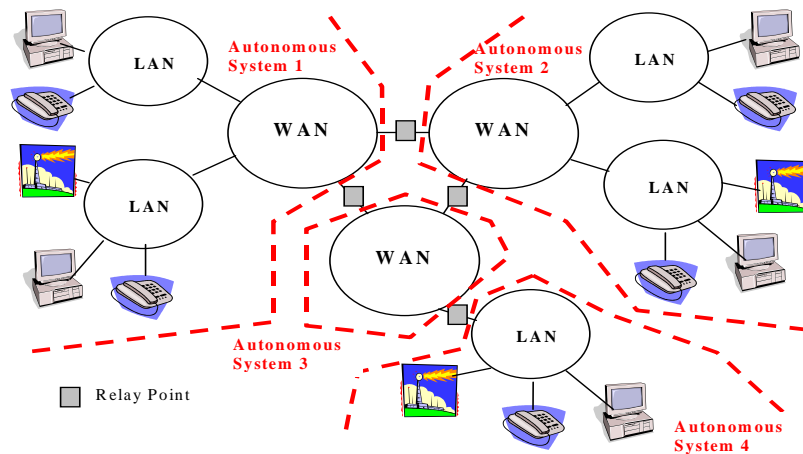 Autonomous
System 1
Autonomous
System 2
LAN
LAN
WAN
WAN
LAN
LAN
WAN
Autonomous
System 3
LAN
Relay Point
Autonomous
System 4